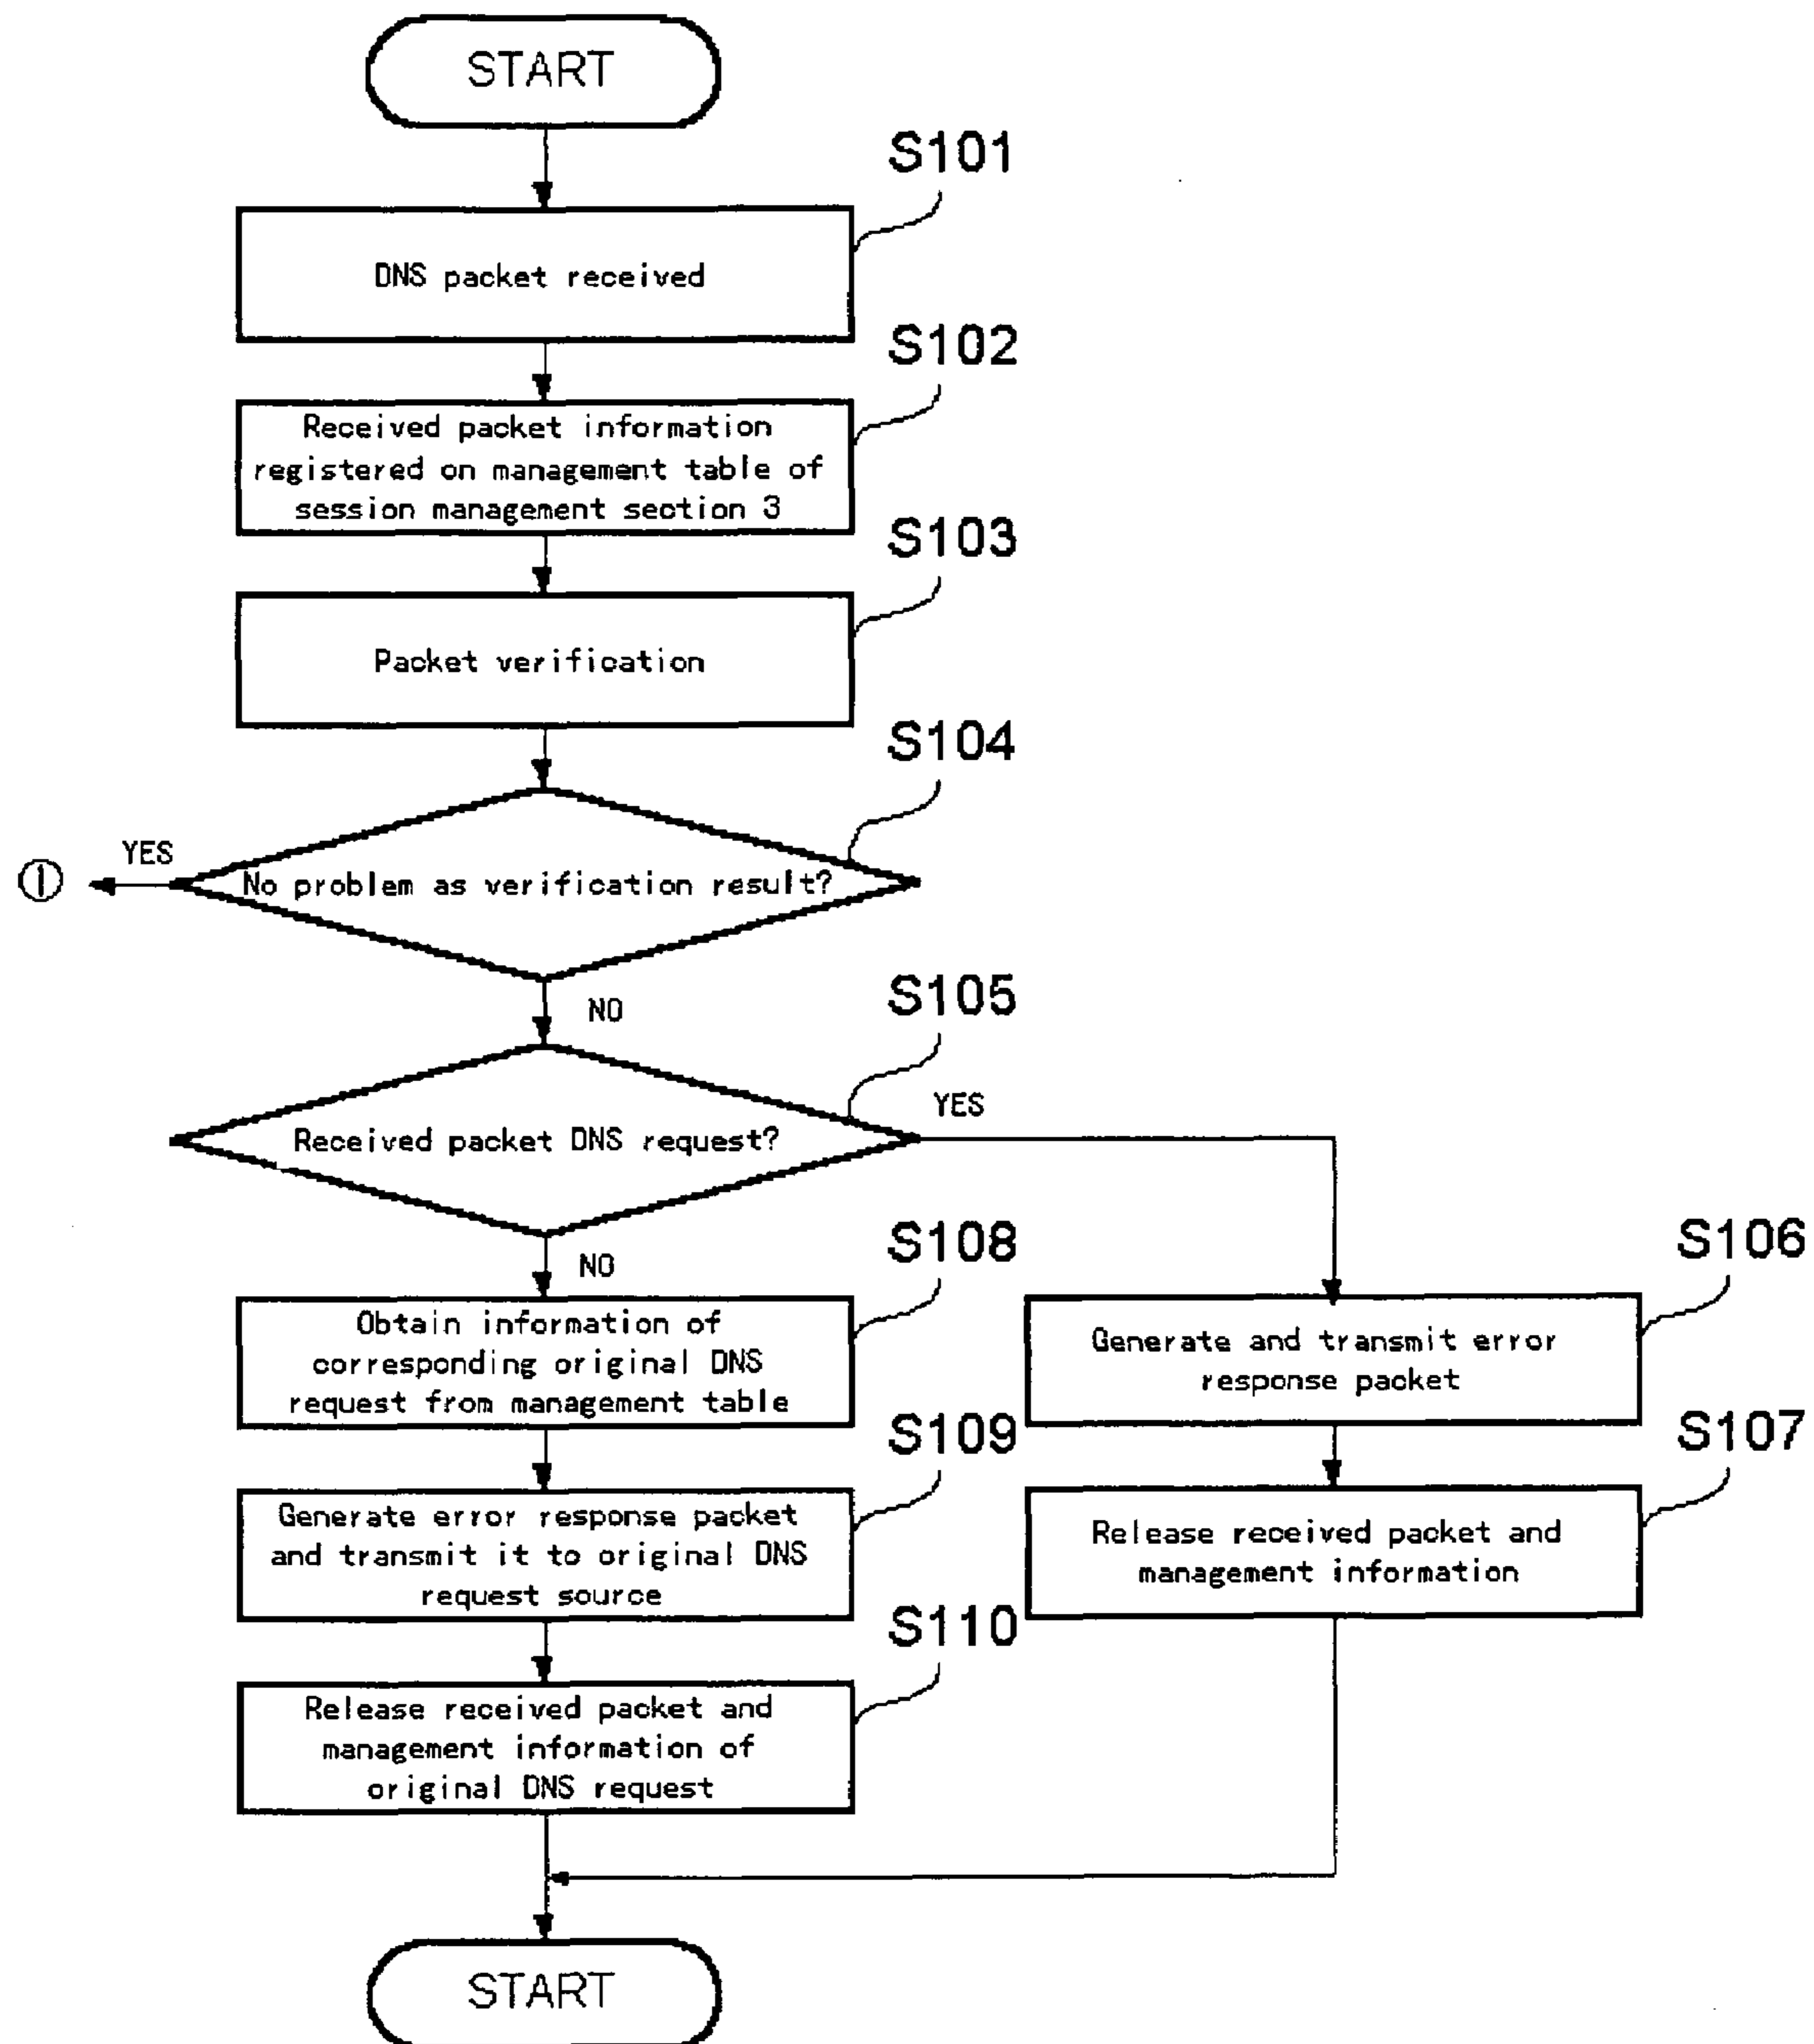 START
S101
DNS packet received
S102
Received packet information
registered on management table of
session management section 3
S103
Packet verification
S104
YES
①
No problem as verification result?
NO
S105
YES
Received packet DNS request?
NO
S108
Obtain information of
corresponding original DNS
request from management table
S106
Generate and transmit error
response packet
S109
Generate error response packet
and transmit it to original DNS
request source
S107
Release received packet and
management information
S110
Release received packet and
management information of
original DNS request
START